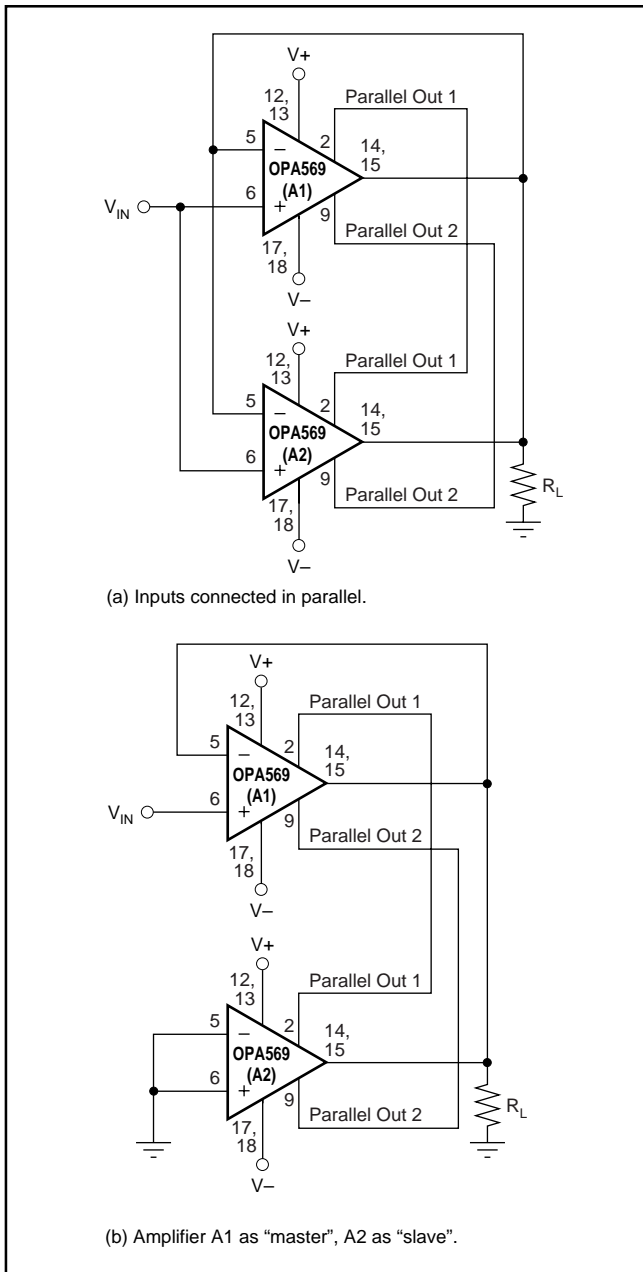 V+
12,
13
Parallel Out 1
5
−
2
14,
15
OPA569
(A1)
VIN
6
+
9
Parallel Out 2
17,
18
V−
V+
12,
13
Parallel Out 1
5
−
2
14,
15
OPA569
(A2)
6
+
9
Parallel Out 2
RL
17,
18
V−
(a) Inputs connected in parallel.
V+
12,
13
Parallel Out 1
5
−
2
14,
15
OPA569
(A1)
VIN
6
+
9
Parallel Out 2
17,
18
V−
V+
12,
13
Parallel Out 1
5
−
2
14,
15
OPA569
(A2)
6
+
9
Parallel Out 2
RL
17,
18
V−
(b) Amplifier A1 as “master”, A2 as “slave”.